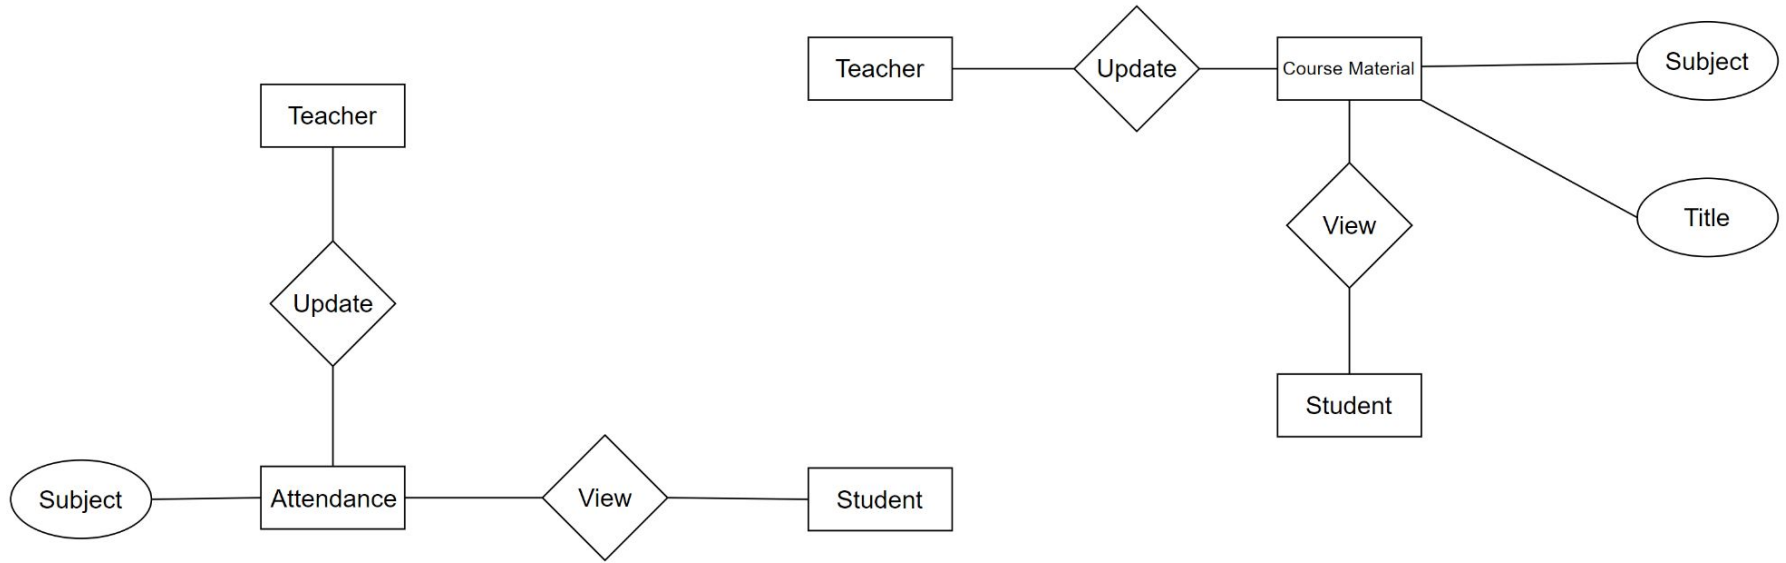 Teacher
Update
Subject
Attendance
View
Student
Teacher
Update
Course Material
Subject
Title
View
Student